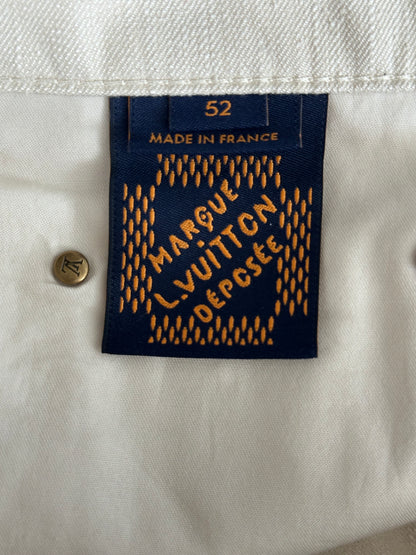 52
MADE IN FRANCE
MARQUE
L.VUITTON
DÉPOSÉE
LV